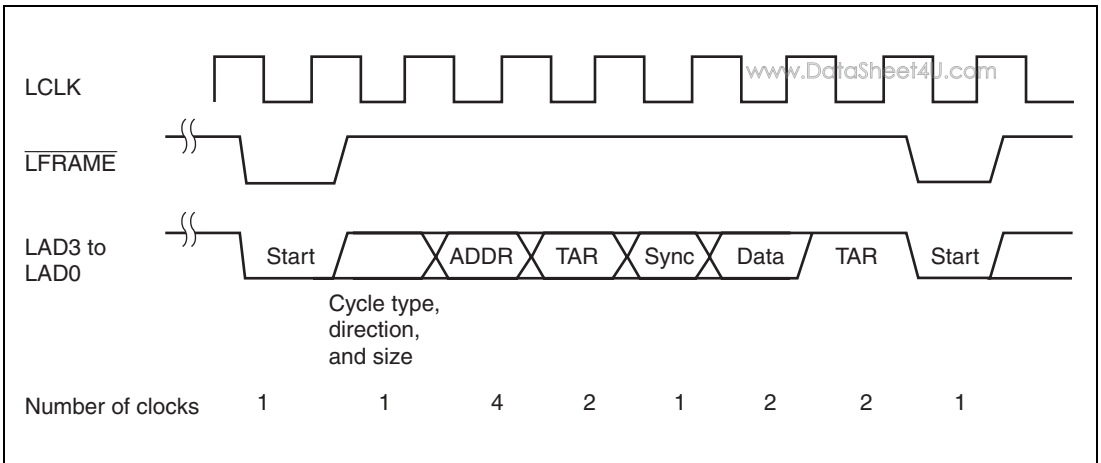 www.DataSheet4U.com
LCLK
LFRAME
LAD3 to
LAD0
Start
ADDR
TAR
Sync
Data
TAR
Start
Cycle type,
direction,
and size
Number of clocks 1 1 4 2 1 2 2 1